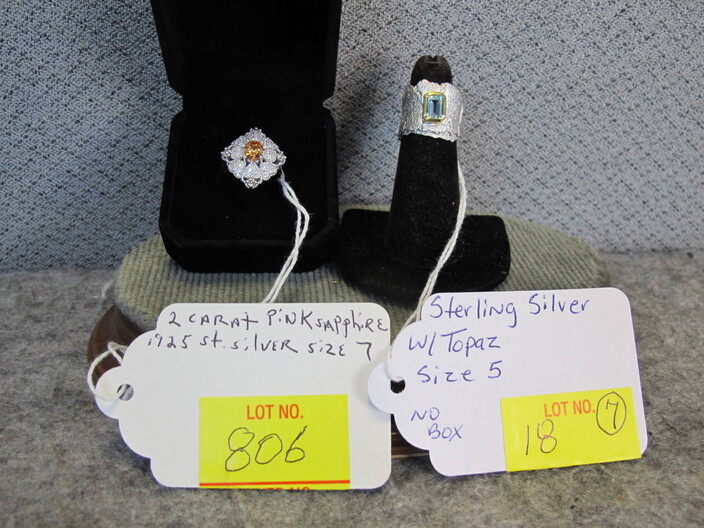 2 CARAT PINK SAPPHIRE
925 St. SILVER SIZE 7
LOT NO.
806
Sterling Silver
W/ Topaz
Size 5
NO
BOX
LOT NO.
18 7